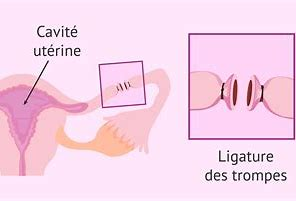 Cavité
utérine
Ligature
des trompes